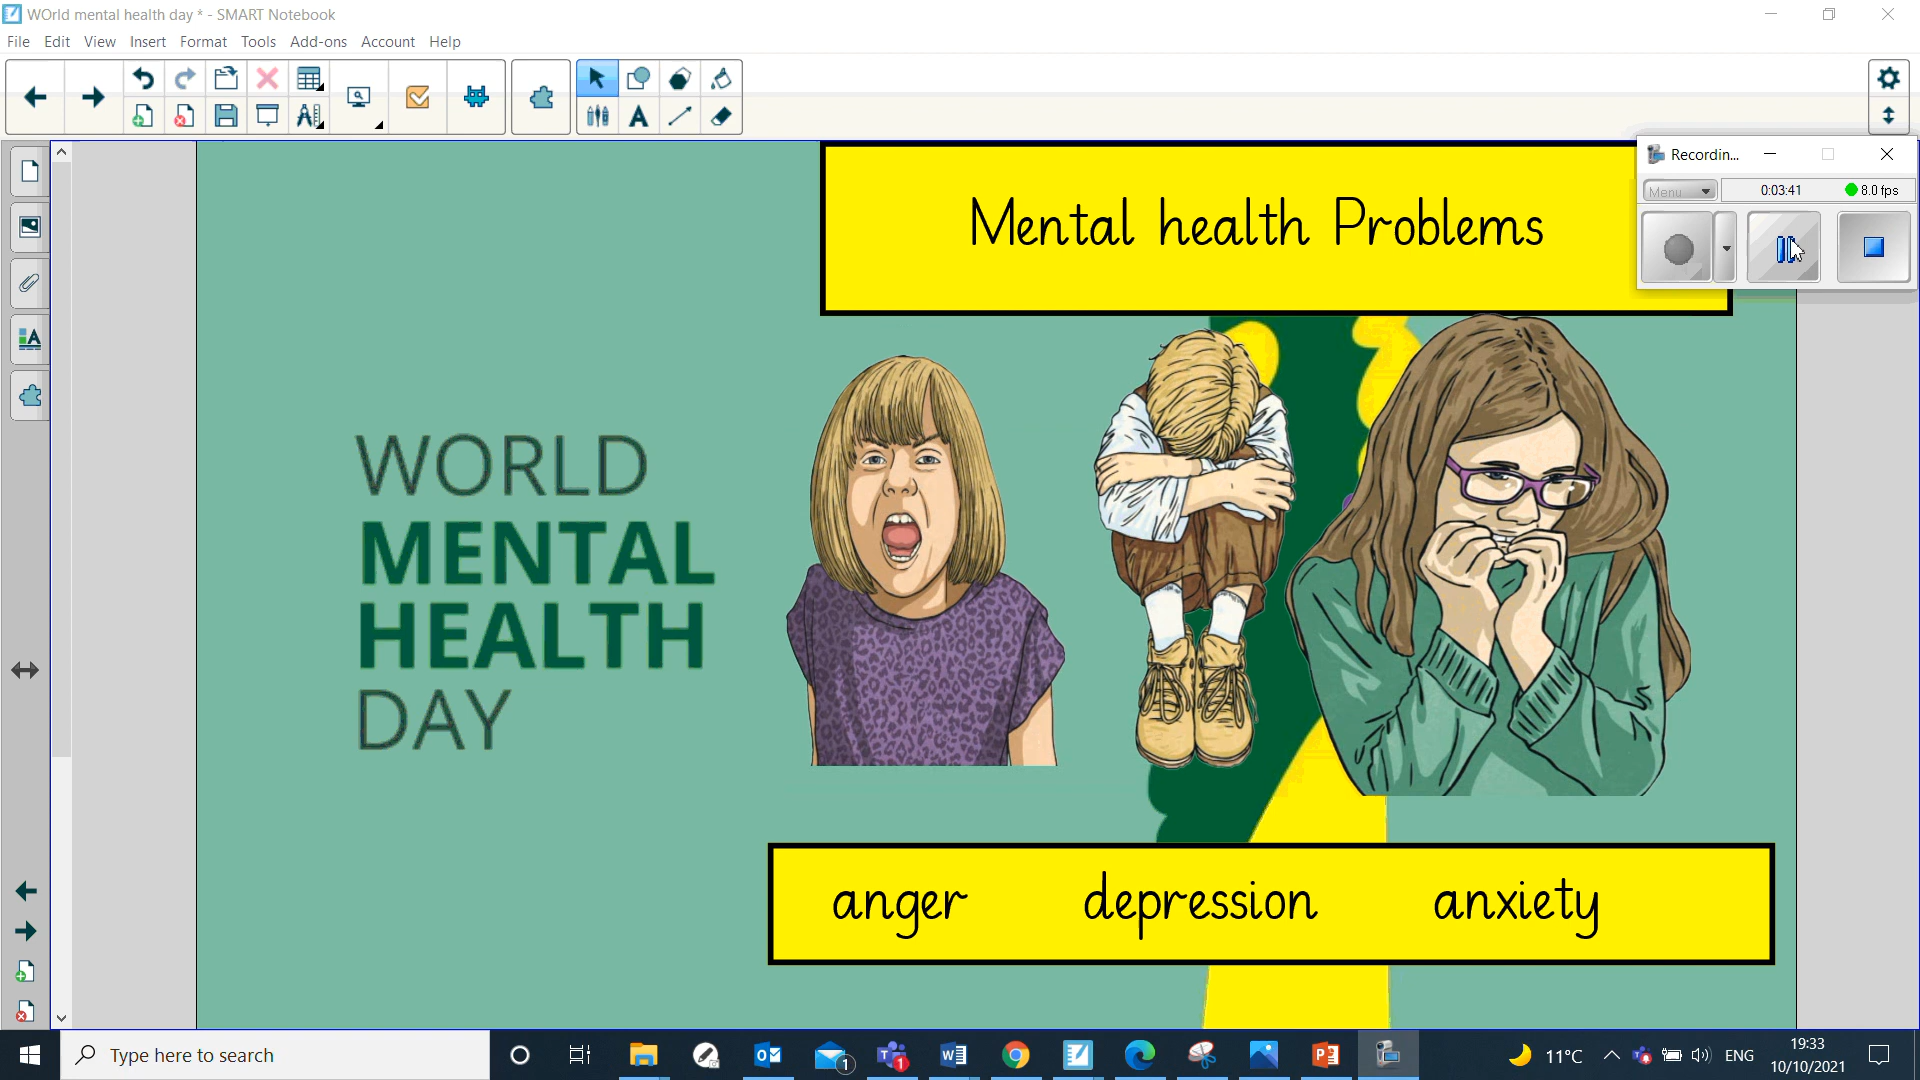 WOrld mental health day * - SMART Notebook
File Edit View Insert Format Tools Add-ons Account Help
Recordin...
Menu 0:03:41 8.0 fps
Mental health Problems
WORLD
MENTAL
HEALTH
DAY
anger depression anxiety
Type here to search
1
1
11°C ENG
19:33
10/10/2021